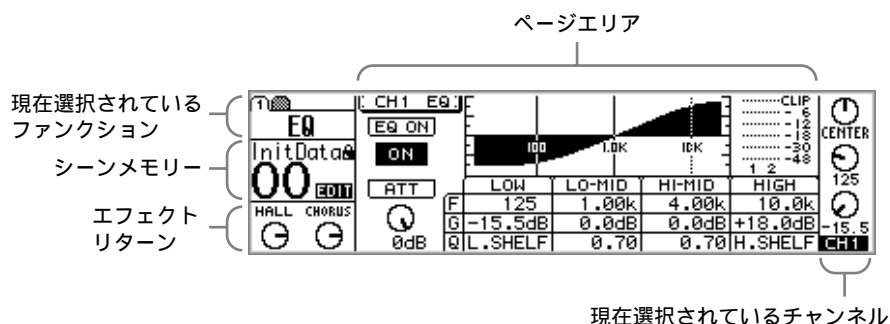 ページエリア
現在選択されている
ファンクション
シーンメモリー
エフェクト
リターン
1
EQ
InitData
00 EDIT
HALL CHORUS
CH1 EQ
EQ ON
ON
ATT
0dB
100 1.0K 10K
CLIP
-6
-12
-18
-30
-48
1 2
LOW LO-MID HI-MID HIGH
F 125 1.00k 4.00k 10.0k
G -15.5dB 0.0dB 0.0dB +18.0dB
Q L.SHELF 0.70 0.70 H.SHELF
CENTER
125
-15.5
CH1
現在選択されているチャンネル